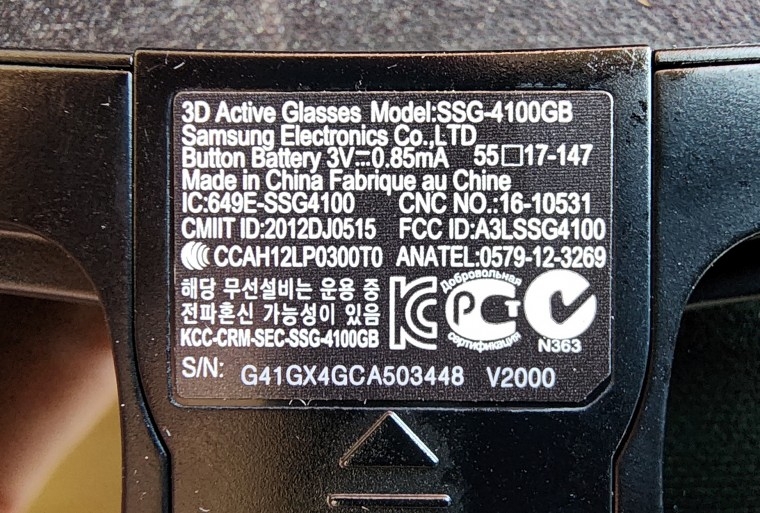 3D Active Glasses Model:SSG-4100GB
Samsung Electronics Co.,LTD
Button Battery 3V⎓0.85mA 55□17-147
Made in China Fabrique au Chine
IC:649E-SSG4100 CNC NO.:16-10531
CMIIT ID:2012DJ0515 FCC ID:A3LSSG4100
CCAH12LP0300T0 ANATEL:0579-12-3269
해당 무선설비는 운용 중
전파혼신 가능성이 있음
KCC-CRM-SEC-SSG-4100GB
KC
Добровольная
РСТ
сертификация
N363
S/N: G41GX4GCA503448 V2000